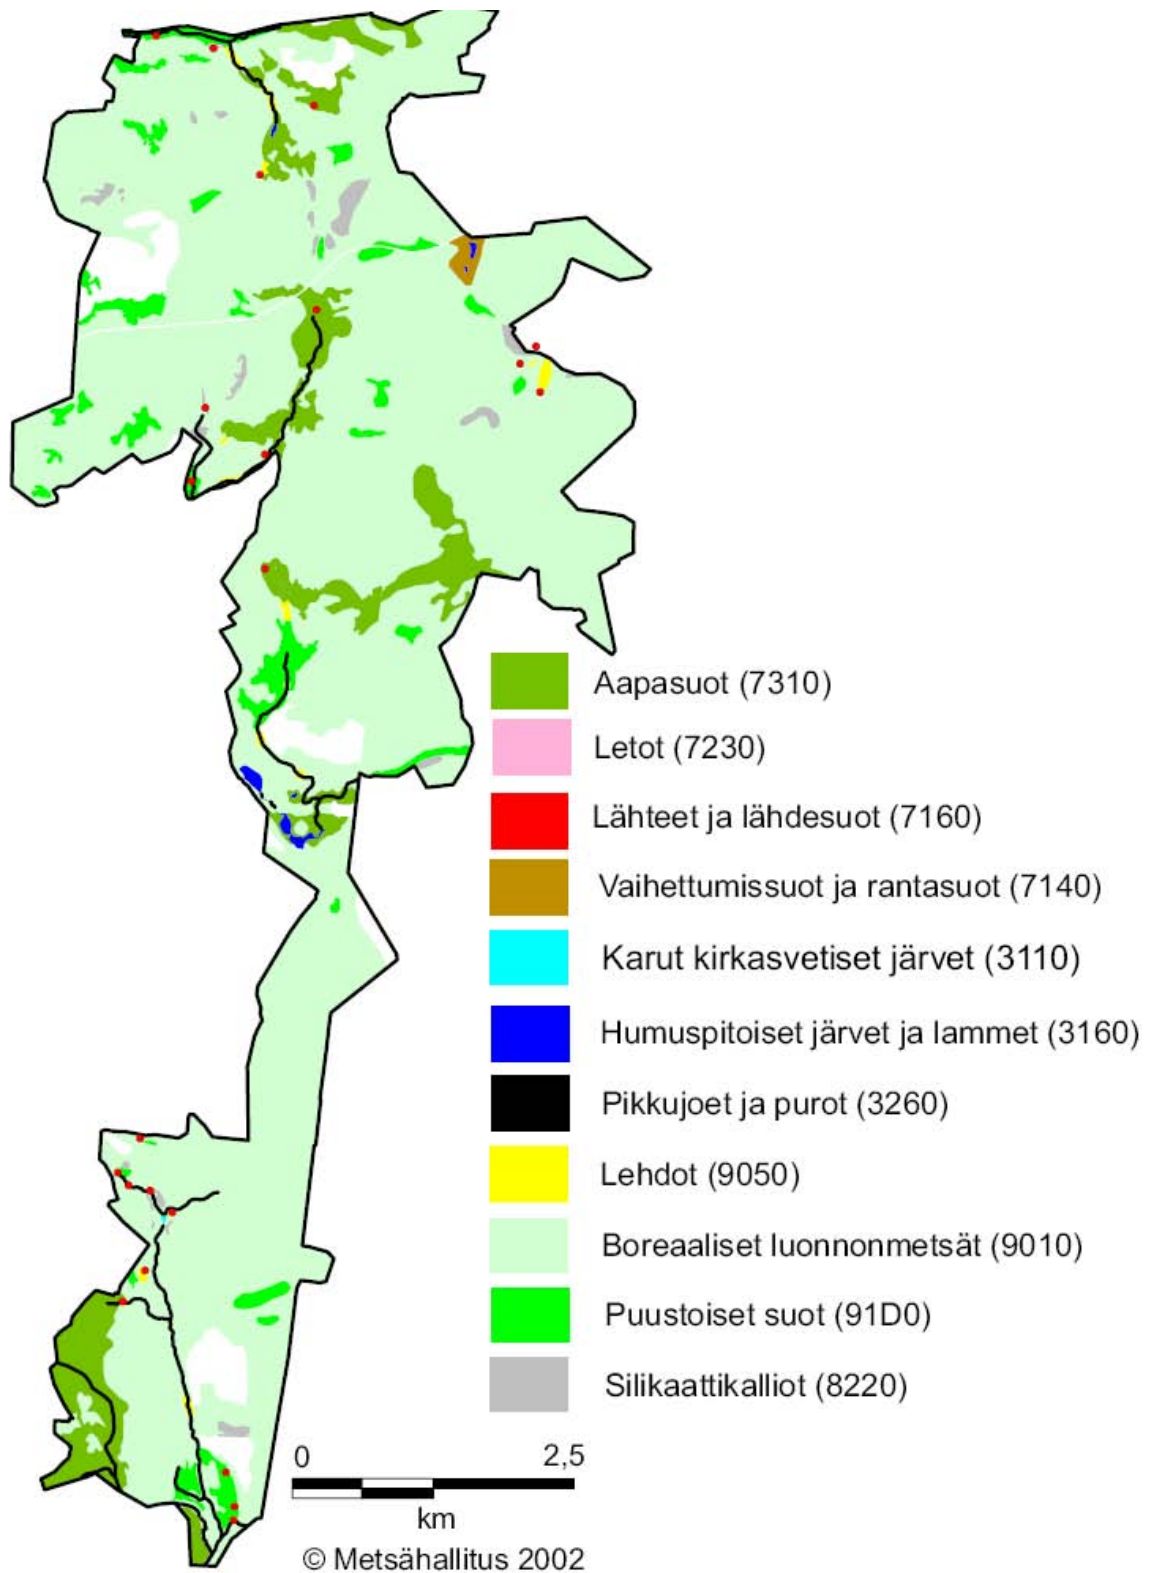 Aapasuot (7310)
Letot (7230)
Lähteet ja lähdesuot (7160)
Vaihettumissuot ja rantasuot (7140)
Karut kirkasvetiset järvet (3110)
Humuspitoiset järvet ja lammet (3160)
Pikkujoet ja purot (3260)
Lehdot (9050)
Boreaaliset luonnonmetsät (9010)
Puustoiset suot (91D0)
Silikaattikalliot (8220)
0 2,5
km
© Metsähallitus 2002